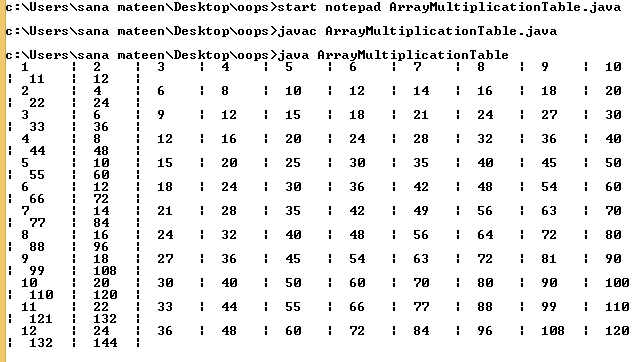 c:\Users\sana mateen\Desktop\oops>start notepad ArrayMultiplicationTable.java
c:\Users\sana mateen\Desktop\oops>javac ArrayMultiplicationTable.java
c:\Users\sana mateen\Desktop\oops>java ArrayMultiplicationTable
1 ¦ 2 ¦ 3 ¦ 4 ¦ 5 ¦ 6 ¦ 7 ¦ 8 ¦ 9 ¦ 10
¦ 11 ¦ 12 ¦
2 ¦ 4 ¦ 6 ¦ 8 ¦ 10 ¦ 12 ¦ 14 ¦ 16 ¦ 18 ¦ 20
¦ 22 ¦ 24 ¦
3 ¦ 6 ¦ 9 ¦ 12 ¦ 15 ¦ 18 ¦ 21 ¦ 24 ¦ 27 ¦ 30
¦ 33 ¦ 36 ¦
4 ¦ 8 ¦ 12 ¦ 16 ¦ 20 ¦ 24 ¦ 28 ¦ 32 ¦ 36 ¦ 40
¦ 44 ¦ 48 ¦
5 ¦ 10 ¦ 15 ¦ 20 ¦ 25 ¦ 30 ¦ 35 ¦ 40 ¦ 45 ¦ 50
¦ 55 ¦ 60 ¦
6 ¦ 12 ¦ 18 ¦ 24 ¦ 30 ¦ 36 ¦ 42 ¦ 48 ¦ 54 ¦ 60
¦ 66 ¦ 72 ¦
7 ¦ 14 ¦ 21 ¦ 28 ¦ 35 ¦ 42 ¦ 49 ¦ 56 ¦ 63 ¦ 70
¦ 77 ¦ 84 ¦
8 ¦ 16 ¦ 24 ¦ 32 ¦ 40 ¦ 48 ¦ 56 ¦ 64 ¦ 72 ¦ 80
¦ 88 ¦ 96 ¦
9 ¦ 18 ¦ 27 ¦ 36 ¦ 45 ¦ 54 ¦ 63 ¦ 72 ¦ 81 ¦ 90
¦ 99 ¦ 108 ¦
10 ¦ 20 ¦ 30 ¦ 40 ¦ 50 ¦ 60 ¦ 70 ¦ 80 ¦ 90 ¦ 100
¦ 110 ¦ 120 ¦
11 ¦ 22 ¦ 33 ¦ 44 ¦ 55 ¦ 66 ¦ 77 ¦ 88 ¦ 99 ¦ 110
¦ 121 ¦ 132 ¦
12 ¦ 24 ¦ 36 ¦ 48 ¦ 60 ¦ 72 ¦ 84 ¦ 96 ¦ 108 ¦ 120
¦ 132 ¦ 144 ¦